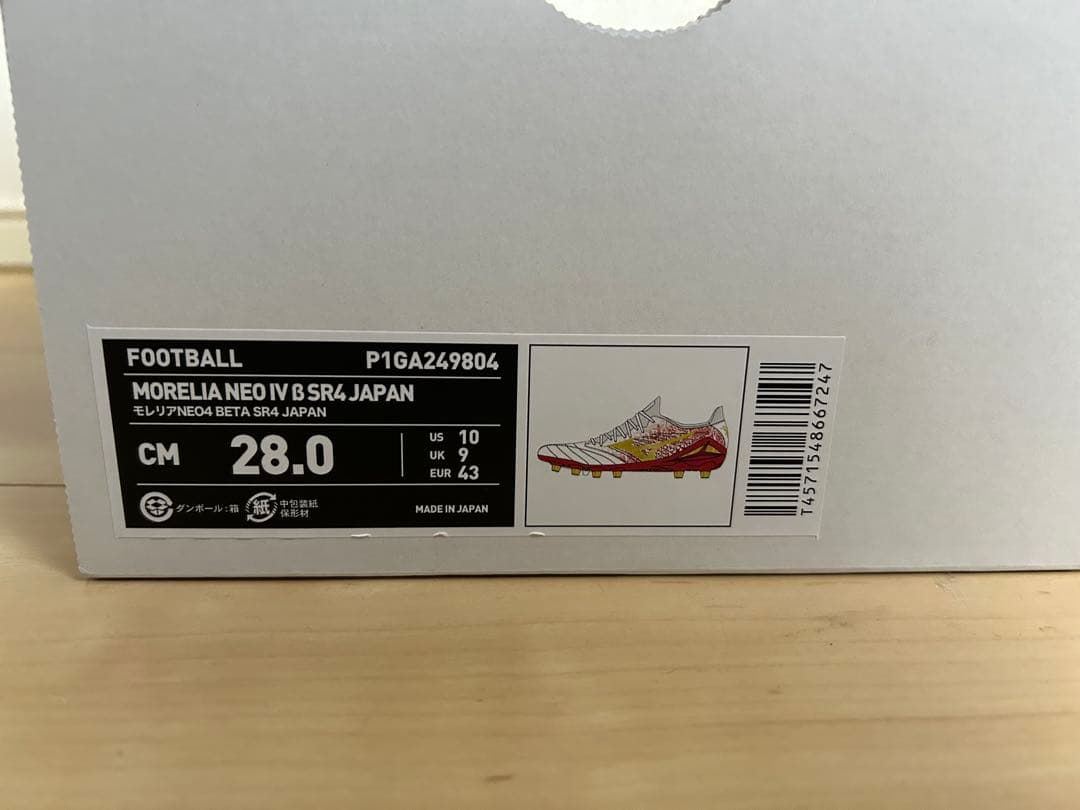 FOOTBALL P1GA249804
MORELIA NEO IV β SR4 JAPAN
モレリアNEO4 BETA SR4 JAPAN
CM 28.0
US 10
UK 9
EUR 43
ダンボール:箱
紙
中包装紙
保形材
MADE IN JAPAN
T4571548667247